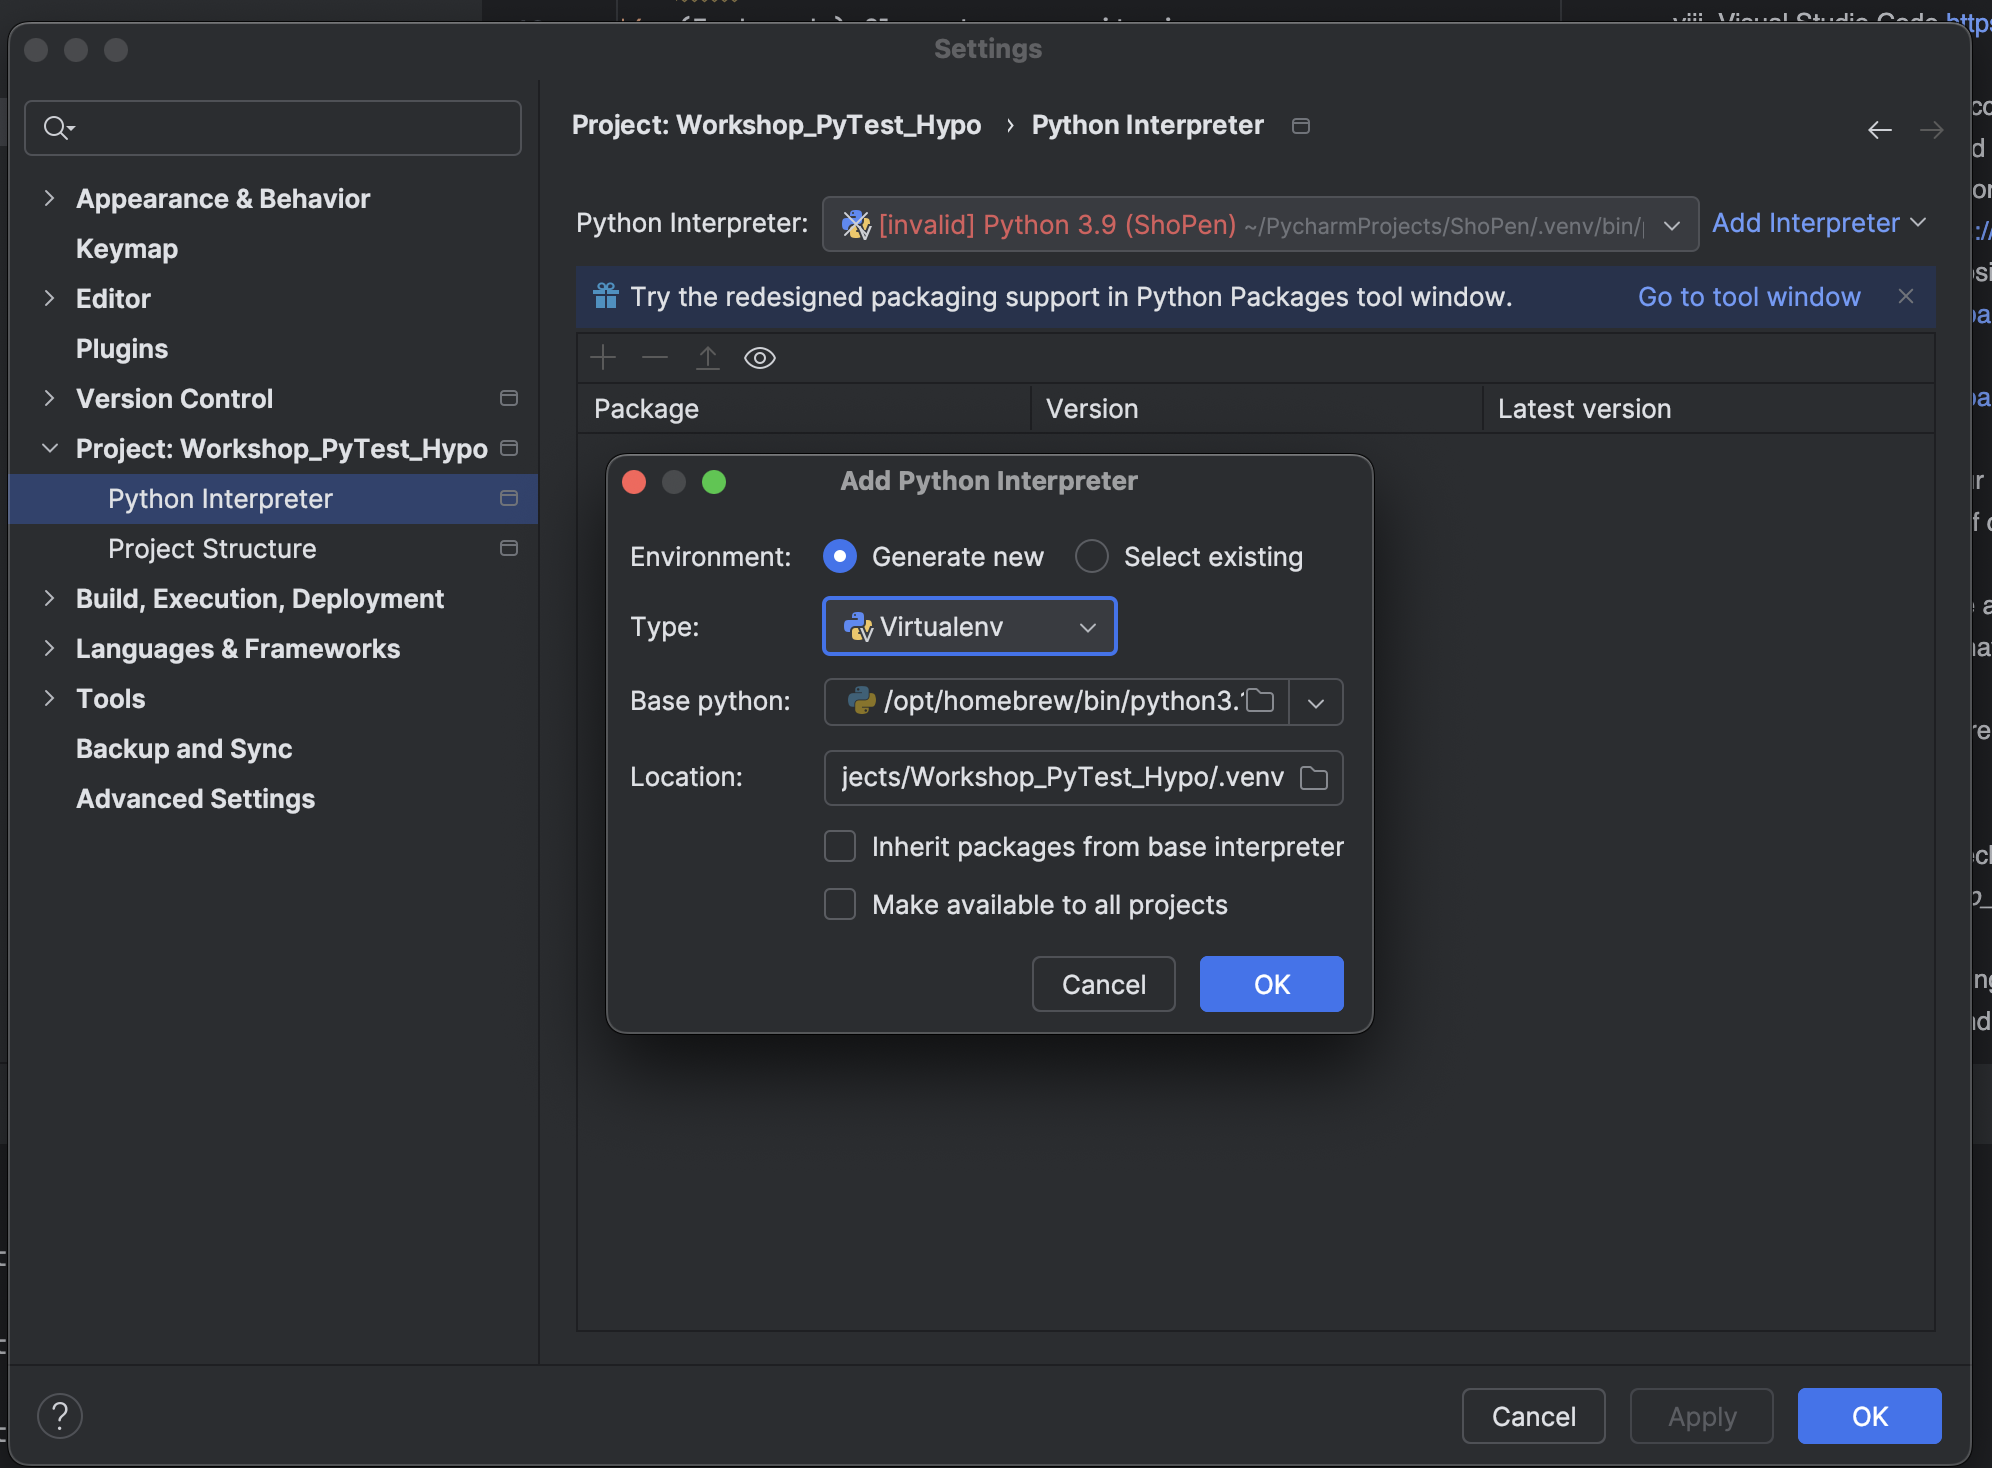 Settings
Project: Workshop_PyTest_Hypo › Python Interpreter
Appearance & Behavior
Keymap
Editor
Plugins
Version Control
Project: Workshop_PyTest_Hypo
Python Interpreter
Project Structure
Build, Execution, Deployment
Languages & Frameworks
Tools
Backup and Sync
Advanced Settings
Python Interpreter: [invalid] Python 3.9 (ShoPen) ~/PycharmProjects/ShoPen/.venv/bin/ Add Interpreter
Try the redesigned packaging support in Python Packages tool window. Go to tool window
Package Version Latest version
Add Python Interpreter
Environment: Generate new Select existing
Type: Virtualenv
Base python: /opt/homebrew/bin/python3.
Location: jects/Workshop_PyTest_Hypo/.venv
Inherit packages from base interpreter
Make available to all projects
Cancel OK
? Cancel Apply OK